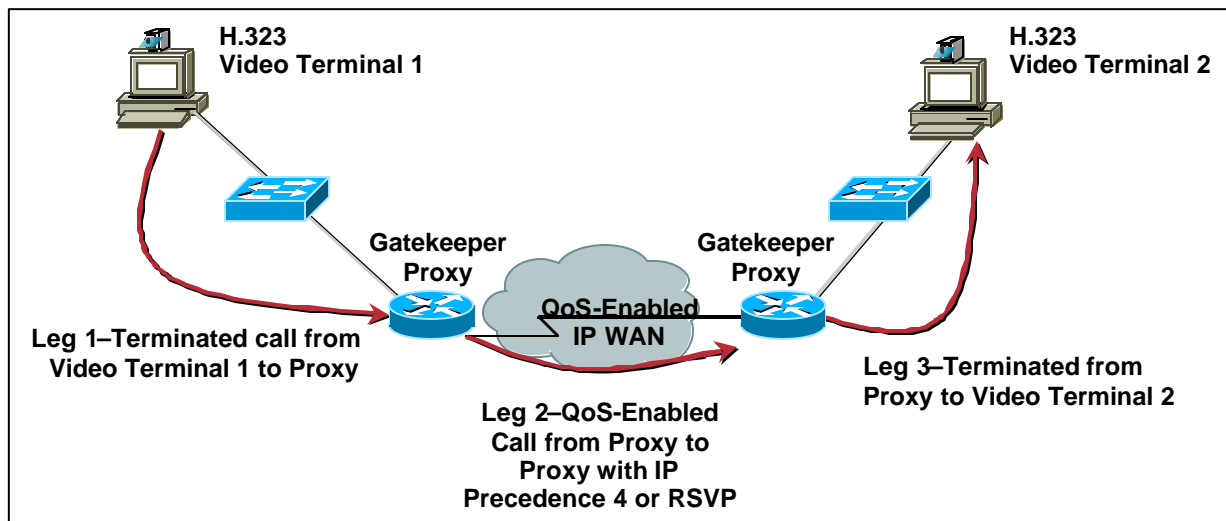 H.323
Video Terminal 1
H.323
Video Terminal 2
Gatekeeper
Proxy
Gatekeeper
Proxy
QoS-Enabled
IP WAN
Leg 1–Terminated call from
Video Terminal 1 to Proxy
Leg 3–Terminated from
Proxy to Video Terminal 2
Leg 2–QoS-Enabled
Call from Proxy to
Proxy with IP
Precedence 4 or RSVP